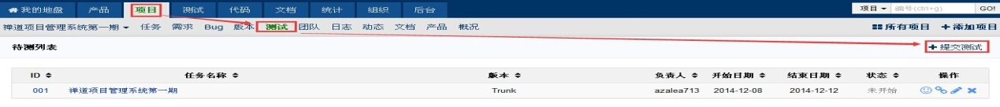 我的地盘 产品 项目 测试 代码 文档 统计 组织 后台 项目 编号(ctrl+g) GO!
禅道项目管理系统第一期 任务 需求 Bug 版本 测试 团队 日志 动态 文档 产品 概况 所有项目 +添加项目
待测列表 +提交测试
ID 任务名称 版本 负责人 开始日期 结束日期 状态 操作
001 禅道项目管理系统第一期 Trunk azalea713 2014-12-08 2014-12-12 未开始